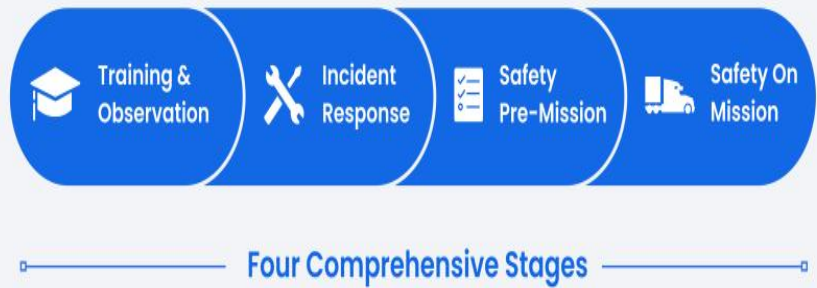 Training &
Observation
Incident
Response
Safety
Pre-Mission
Safety On
Mission
Four Comprehensive Stages